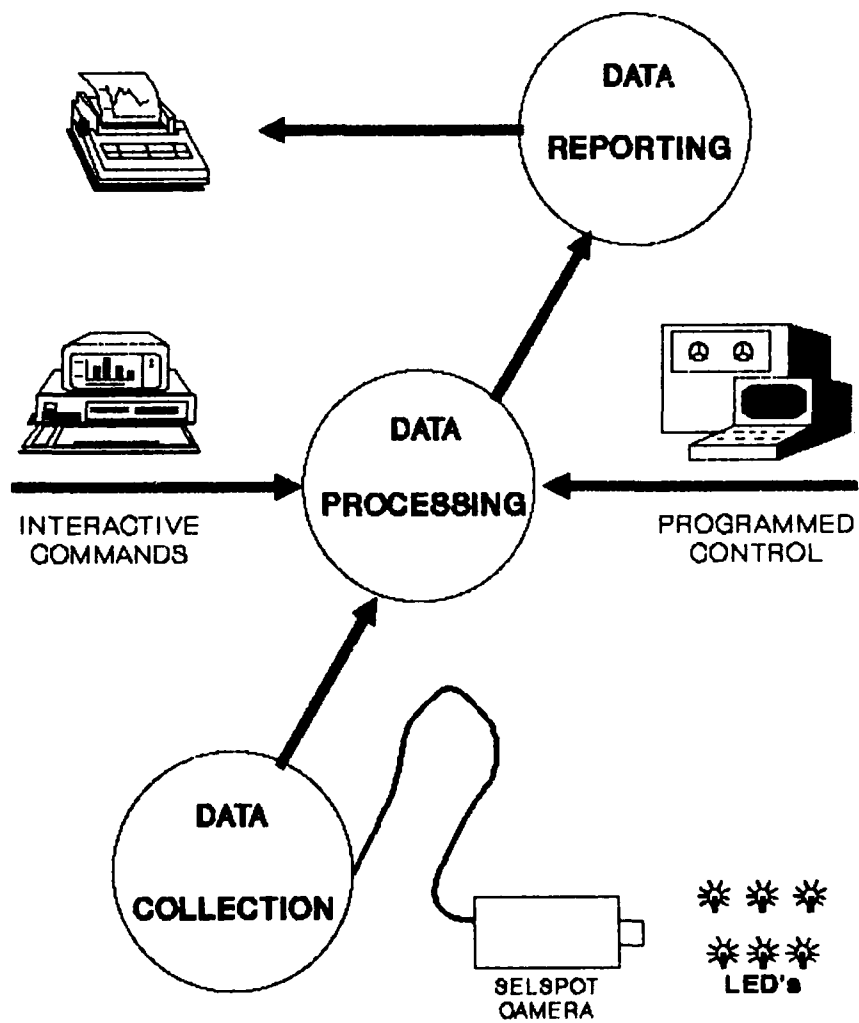 DATA
REPORTING
DATA
PROCESSING
INTERACTIVE
COMMANDS
PROGRAMMED
CONTROL
DATA
COLLECTION
SELSPOT
CAMERA
LED's